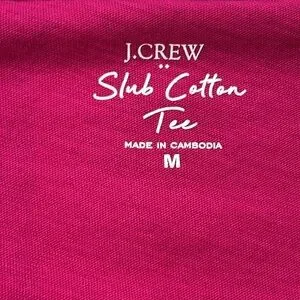 J.CREW
Slub Cotton
Tee
MADE IN CAMBODIA
M